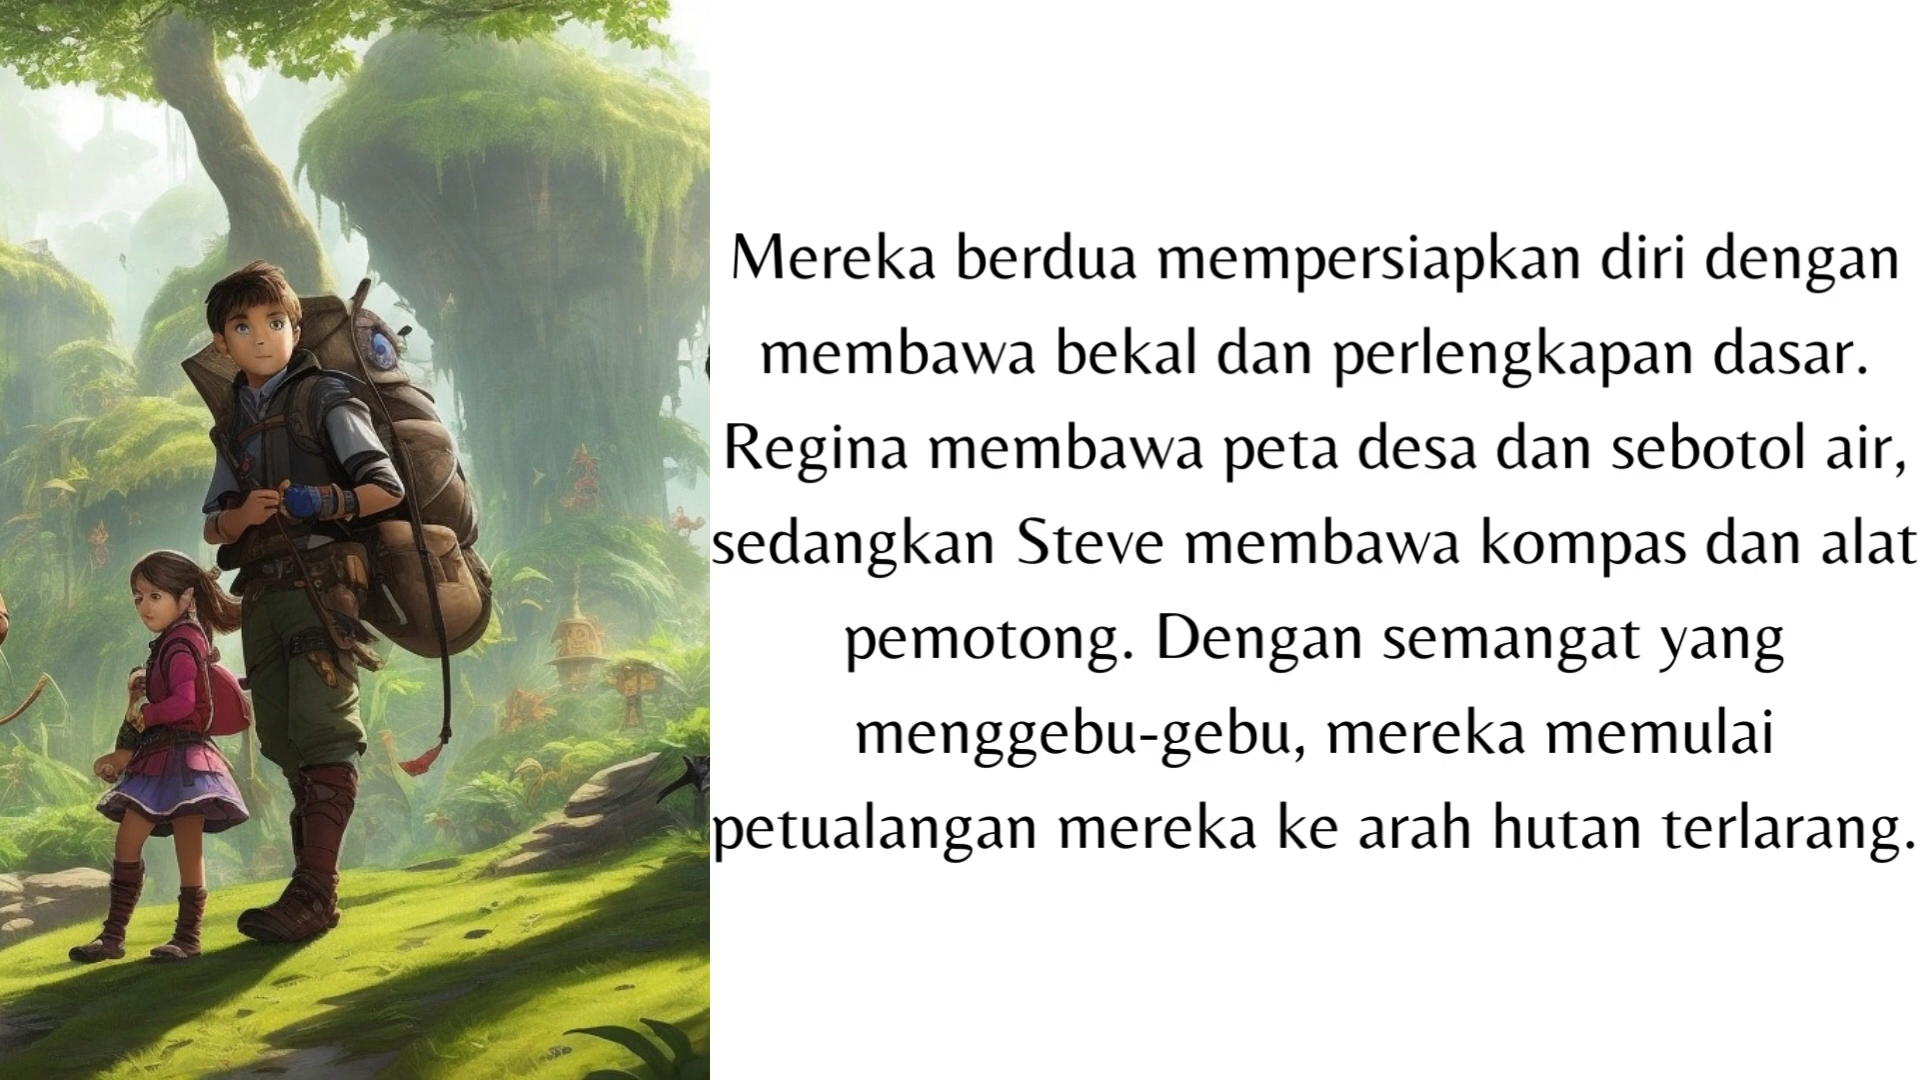 Mereka berdua mempersiapkan diri dengan
membawa bekal dan perlengkapan dasar.
Regina membawa peta desa dan sebotol air,
sedangkan Steve membawa kompas dan alat
pemotong. Dengan semangat yang
menggebu-gebu, mereka memulai
petualangan mereka ke arah hutan terlarang.